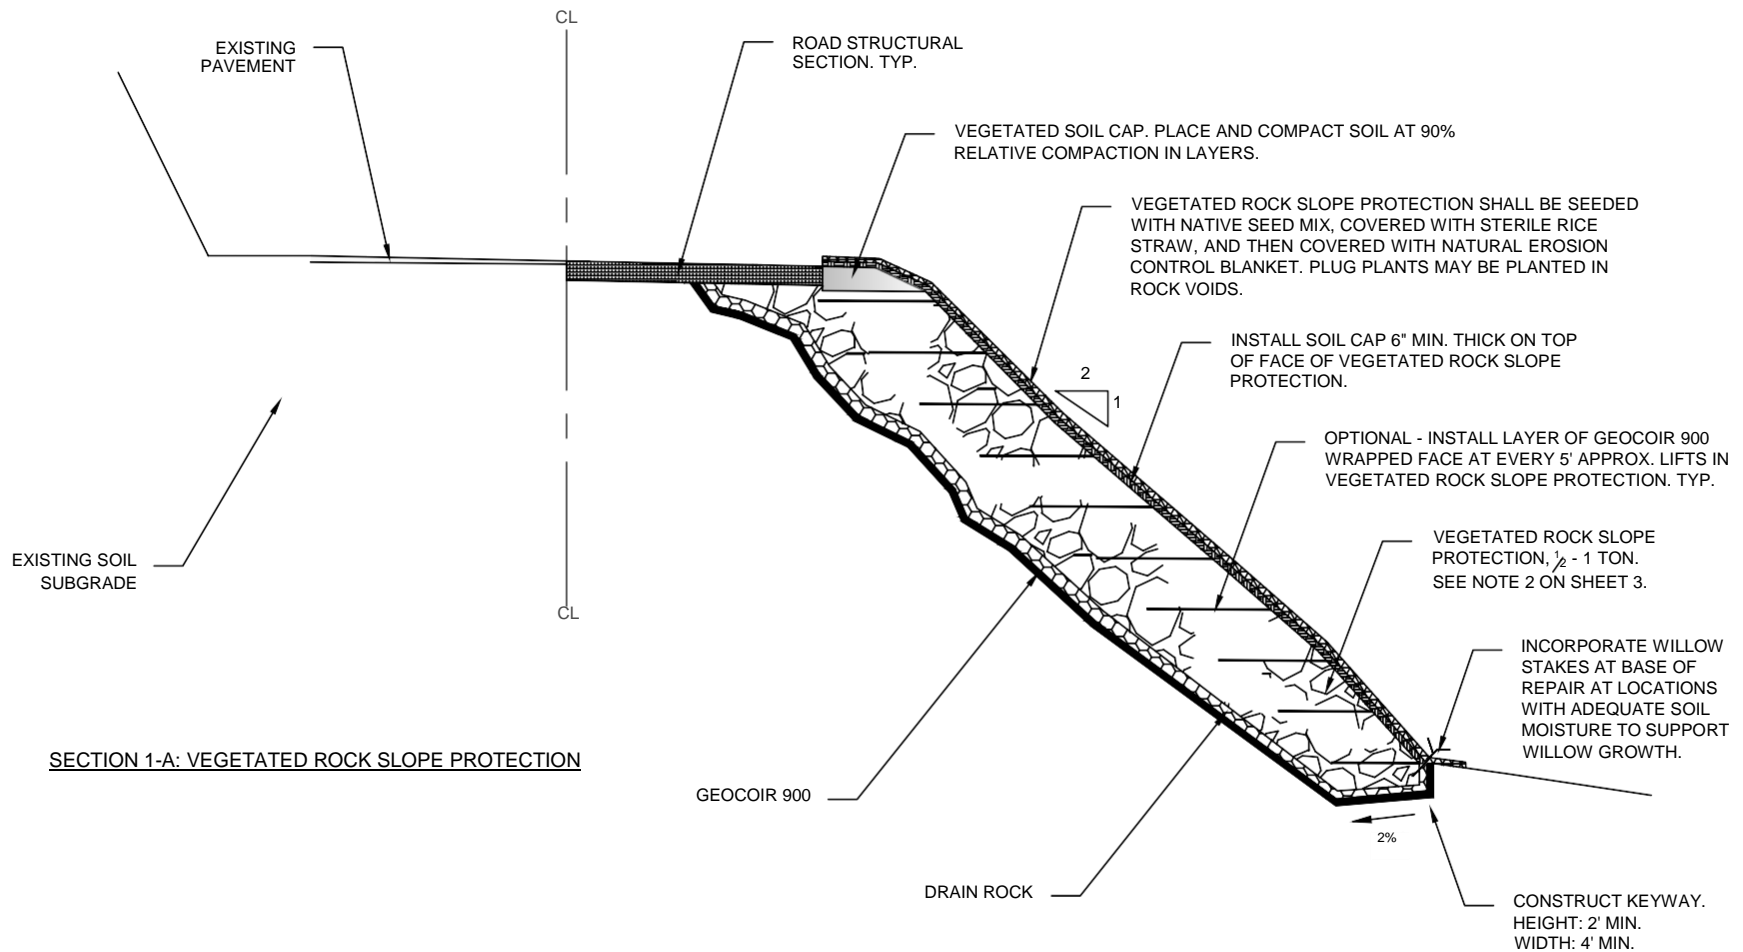 CL
EXISTING
PAVEMENT
ROAD STRUCTURAL
SECTION. TYP.
VEGETATED SOIL CAP. PLACE AND COMPACT SOIL AT 90%
RELATIVE COMPACTION IN LAYERS.
VEGETATED ROCK SLOPE PROTECTION SHALL BE SEEDED
WITH NATIVE SEED MIX, COVERED WITH STERILE RICE
STRAW, AND THEN COVERED WITH NATURAL EROSION
CONTROL BLANKET. PLUG PLANTS MAY BE PLANTED IN
ROCK VOIDS.
INSTALL SOIL CAP 6" MIN. THICK ON TOP
OF FACE OF VEGETATED ROCK SLOPE
PROTECTION.
2
1
OPTIONAL - INSTALL LAYER OF GEOCOIR 900
WRAPPED FACE AT EVERY 5' APPROX. LIFTS IN
VEGETATED ROCK SLOPE PROTECTION. TYP.
VEGETATED ROCK SLOPE
PROTECTION, 1/2 - 1 TON.
SEE NOTE 2 ON SHEET 3.
EXISTING SOIL
SUBGRADE
CL
INCORPORATE WILLOW
STAKES AT BASE OF
REPAIR AT LOCATIONS
WITH ADEQUATE SOIL
MOISTURE TO SUPPORT
WILLOW GROWTH.
SECTION 1-A: VEGETATED ROCK SLOPE PROTECTION
GEOCOIR 900
2%
DRAIN ROCK
CONSTRUCT KEYWAY.
HEIGHT: 2' MIN.
WIDTH: 4' MIN.